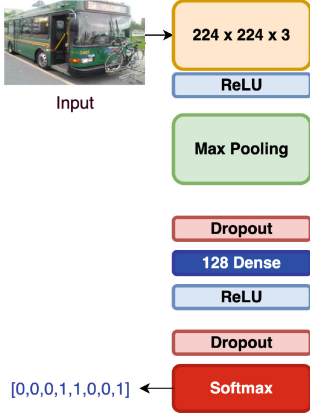 224 x 224 x 3
Input
ReLU
Max Pooling
Dropout
128 Dense
ReLU
Dropout
[0,0,0,1,1,0,0,1]
Softmax